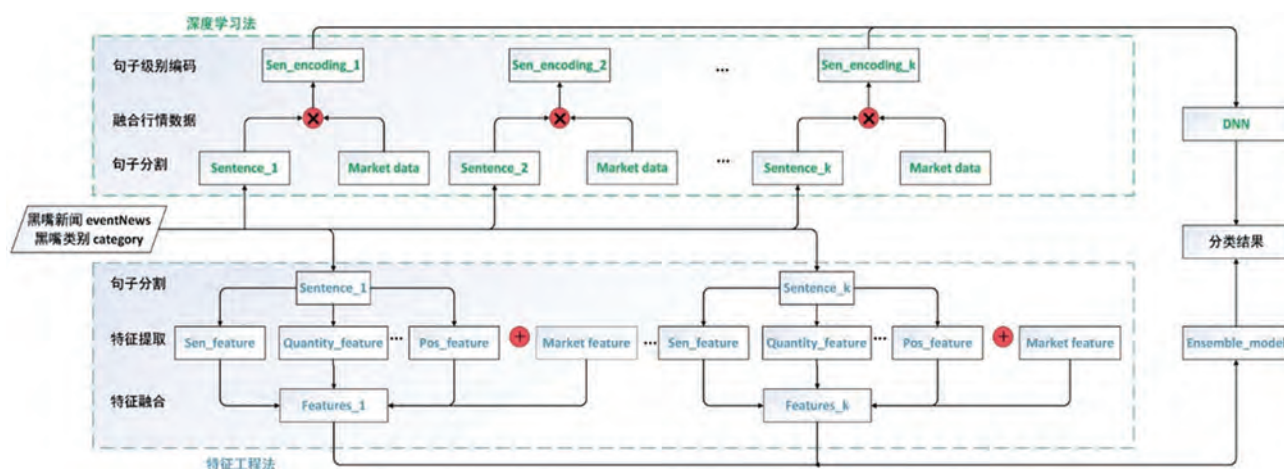 深度学习法
句子级别编码 Sen_encoding_1 Sen_encoding_2 ... Sen_encoding_k
融合行情数据
DNN
句子分割 Sentence_1 Market data Sentence_2 Market data ... Sentence_k Market data
黑嘴新闻 eventNews
黑嘴类别 category
分类结果
句子分割 Sentence_1 Sentence_k
特征提取 Sen_feature Quantity_feature ... Pos_feature + Market feature ... Sen_feature Quantity_feature ... Pos_feature + Market feature Ensemble_model
特征融合 Features_1 Features_k
特征工程法